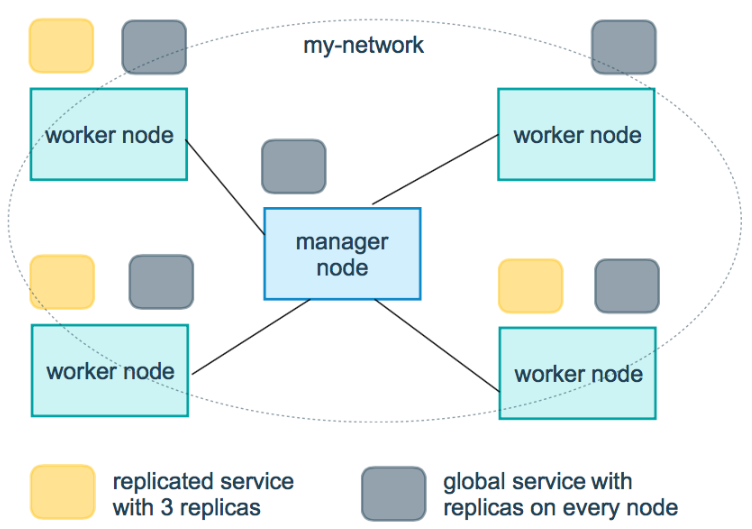 my-network
worker node
worker node
manager
node
worker node
worker node
replicated service
with 3 replicas
global service with
replicas on every node